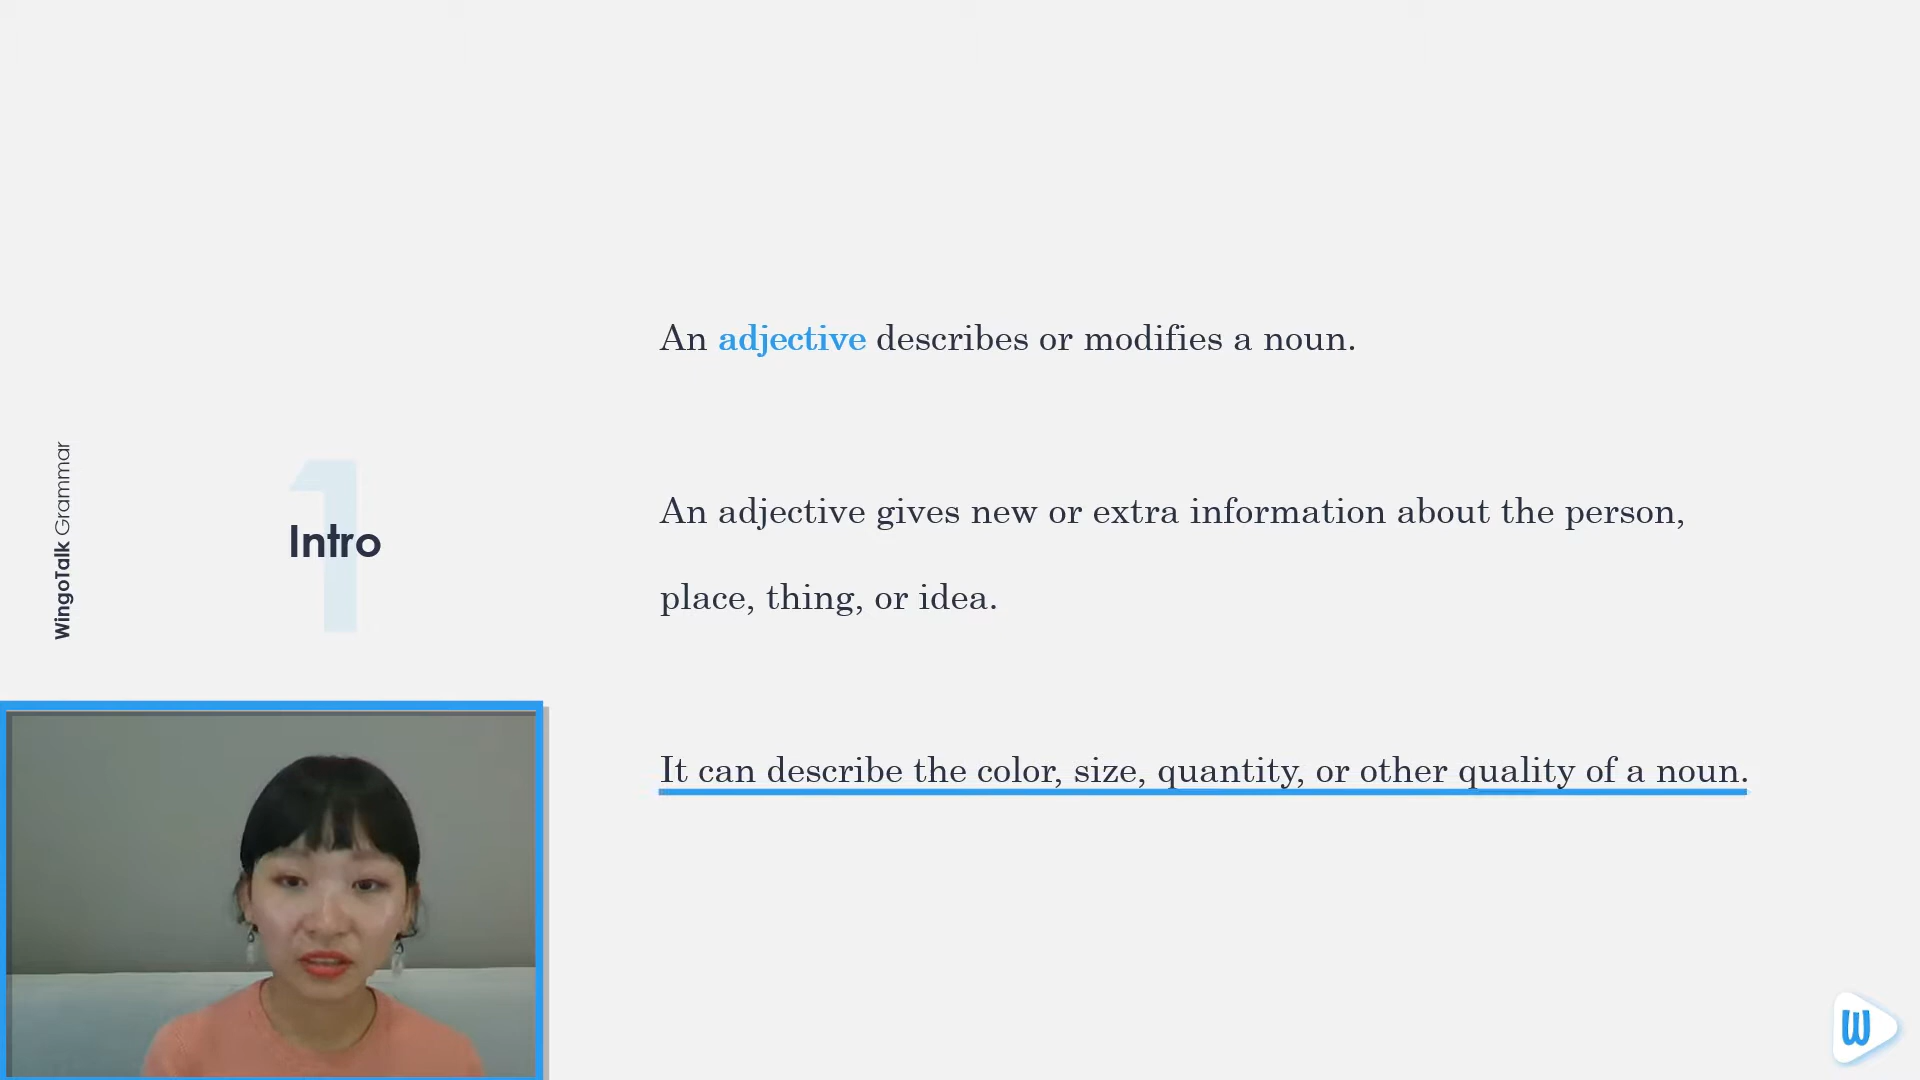 An adjective describes or modifies a noun.
An adjective gives new or extra information about the person,
place, thing, or idea.
It can describe the color, size, quantity, or other quality of a noun.
WingoTalk Grammar
1
Intro
W